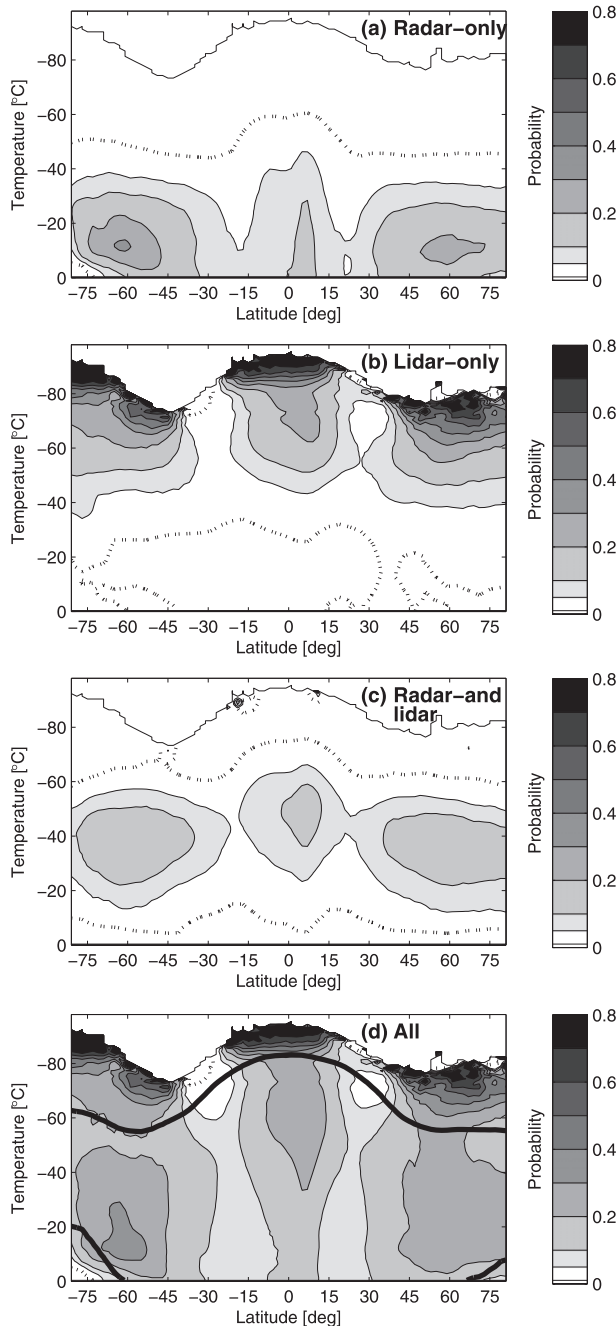 (a) Radar-only
Temperature [°C]
−80
−60
−40
−20
0
−75 −60 −45 −30 −15 0 15 30 45 60 75
Latitude [deg]
Probability
0.8
0.6
0.4
0.2
0
(b) Lidar-only
Temperature [°C]
−80
−60
−40
−20
0
−75 −60 −45 −30 −15 0 15 30 45 60 75
Latitude [deg]
Probability
0.8
0.6
0.4
0.2
0
(c) Radar-and
lidar
Temperature [°C]
−80
−60
−40
−20
0
−75 −60 −45 −30 −15 0 15 30 45 60 75
Latitude [deg]
Probability
0.8
0.6
0.4
0.2
0
(d) All
Temperature [°C]
−80
−60
−40
−20
0
−75 −60 −45 −30 −15 0 15 30 45 60 75
Latitude [deg]
Probability
0.8
0.6
0.4
0.2
0